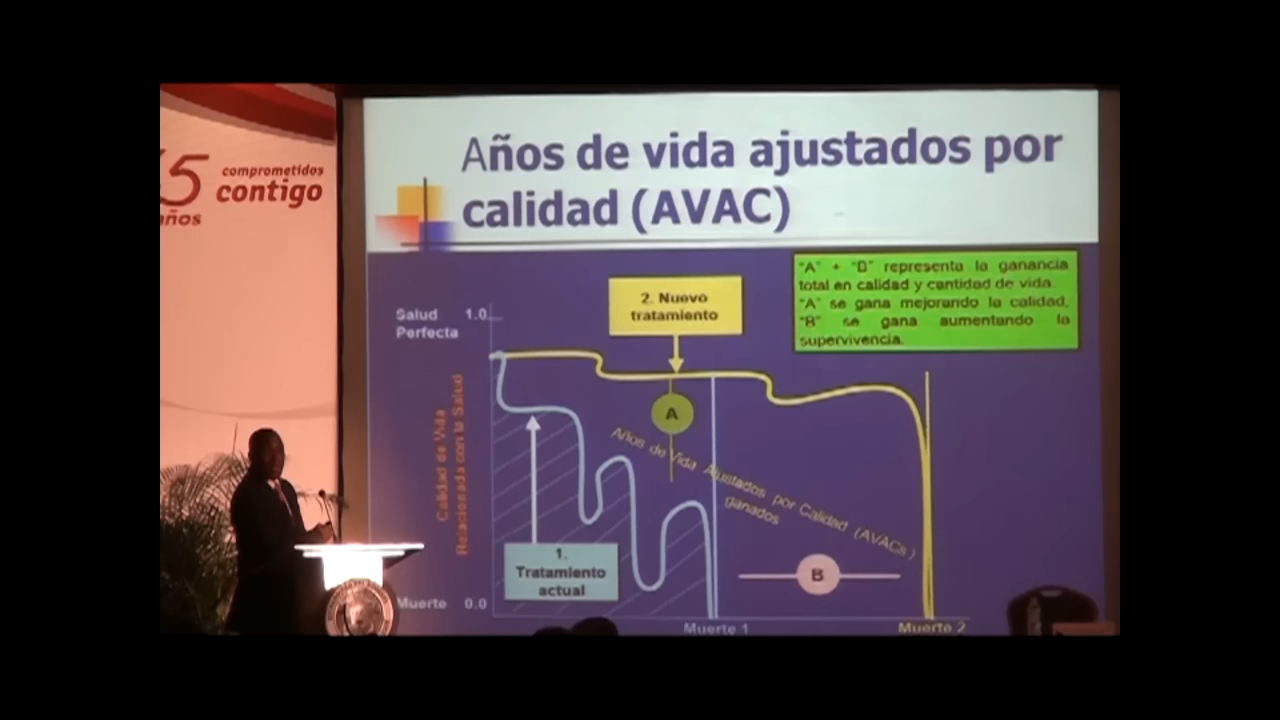 65
años
comprometidos
contigo
Años de vida ajustados por
calidad (AVAC)
"A" + "B" representa la ganancia
total en calidad y cantidad de vida.
"A" se gana mejorando la calidad,
"B" se gana aumentando la
supervivencia.
2. Nuevo
tratamiento
Salud 1.0
Perfecta
Calidad de Vida
Relacionada con la Salud
A
Años de Vida Ajustados por Calidad (AVACs)
ganados
1.
Tratamiento
actual
B
Muerte 0.0
Muerte 1
Muerte 2